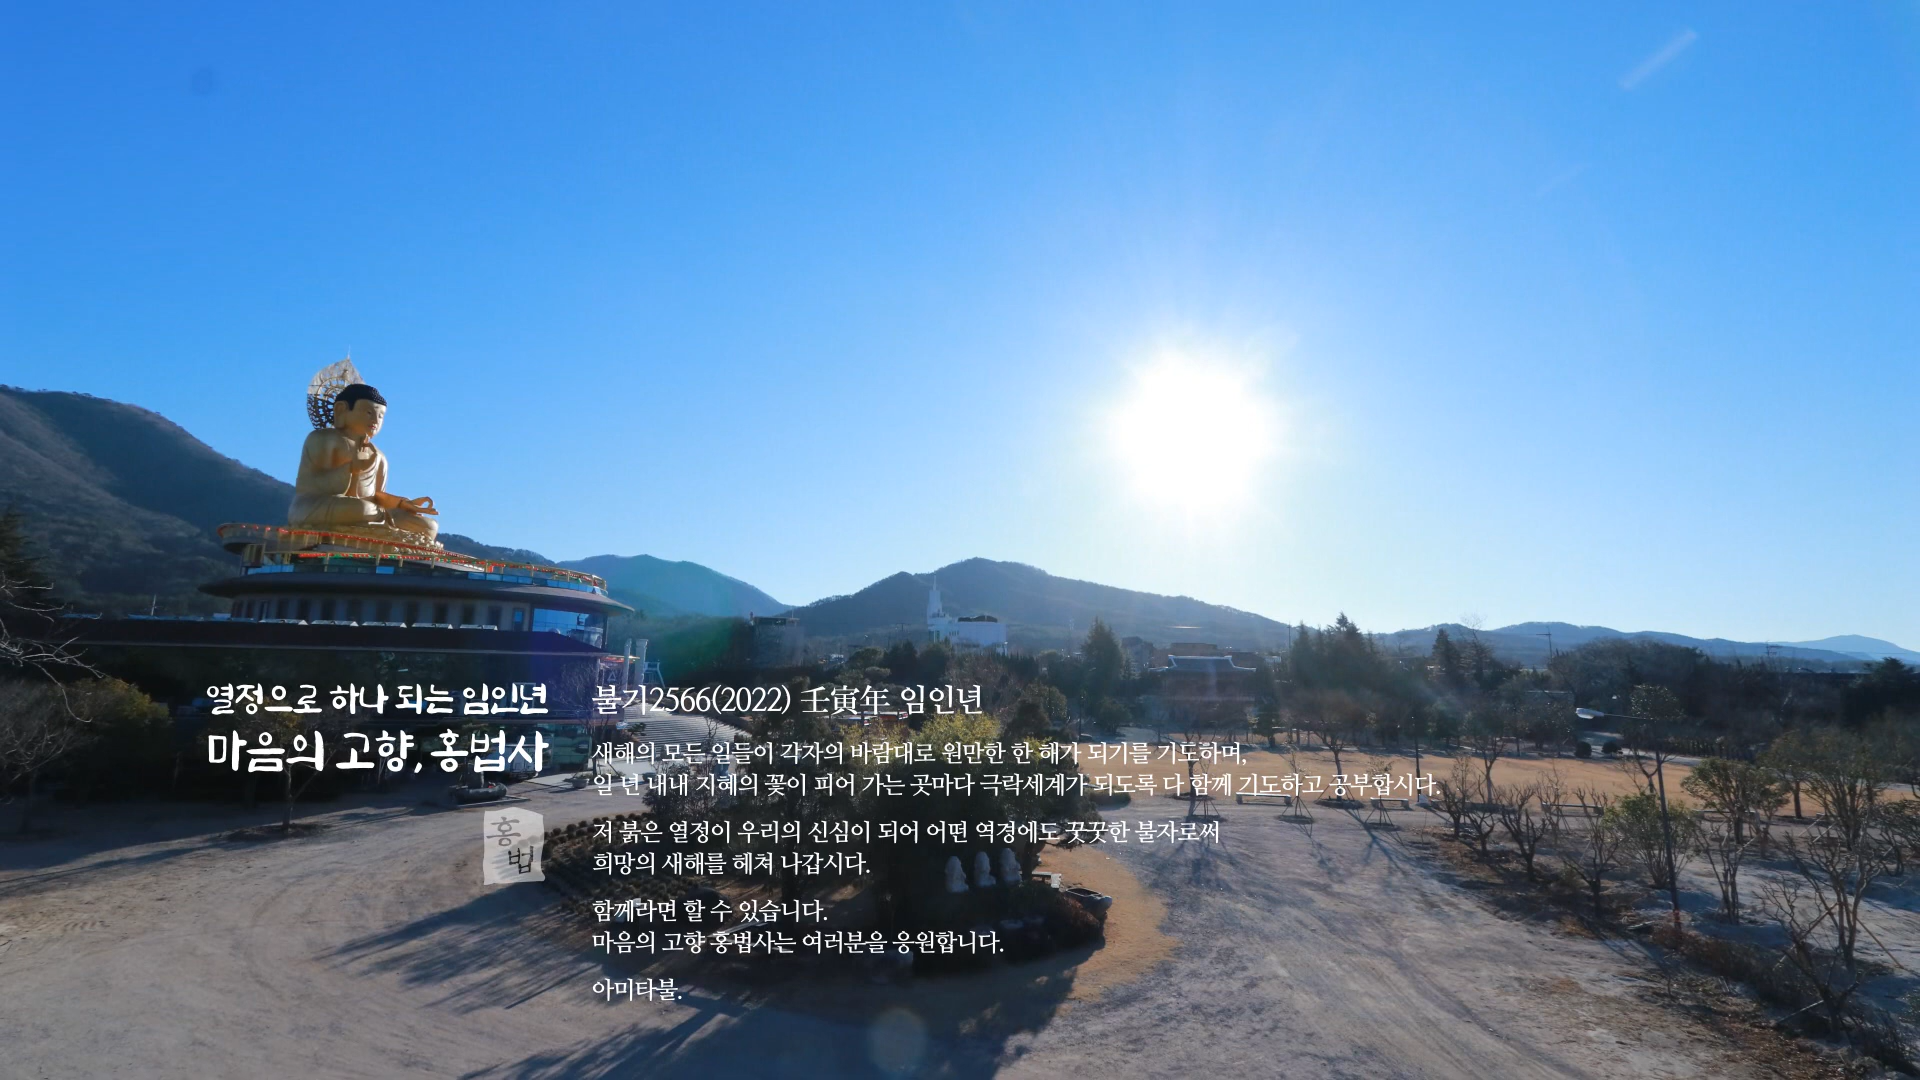 열정으로 하나 되는 임인년
마음의 고향, 홍법사
홍법
불기2566(2022) 壬寅年 임인년
새해의 모든 일들이 각자의 바람대로 원만한 한 해가 되기를 기도하며,
일 년 내내 지혜의 꽃이 피어 가는 곳마다 극락세계가 되도록 다 함께 기도하고 공부합시다.
저 붉은 열정이 우리의 신심이 되어 어떤 역경에도 꿋꿋한 불자로써
희망의 새해를 헤쳐 나갑시다.
함께라면 할 수 있습니다.
마음의 고향 홍법사는 여러분을 응원합니다.
아미타불.